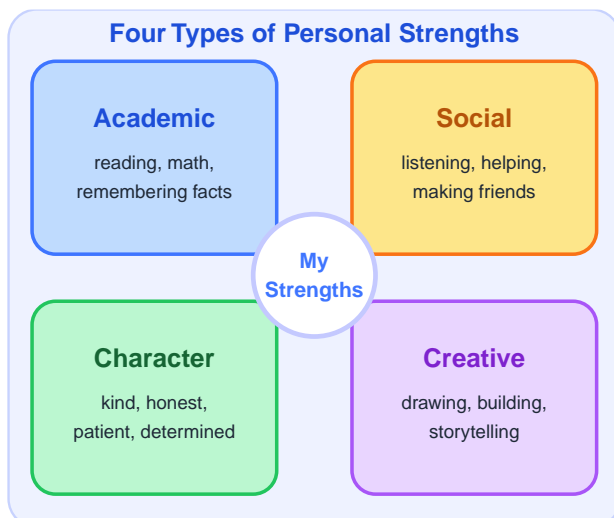 Four Types of Personal Strengths
Academic
reading, math,
remembering facts
Social
listening, helping,
making friends
My
Strengths
Character
kind, honest,
patient, determined
Creative
drawing, building,
storytelling